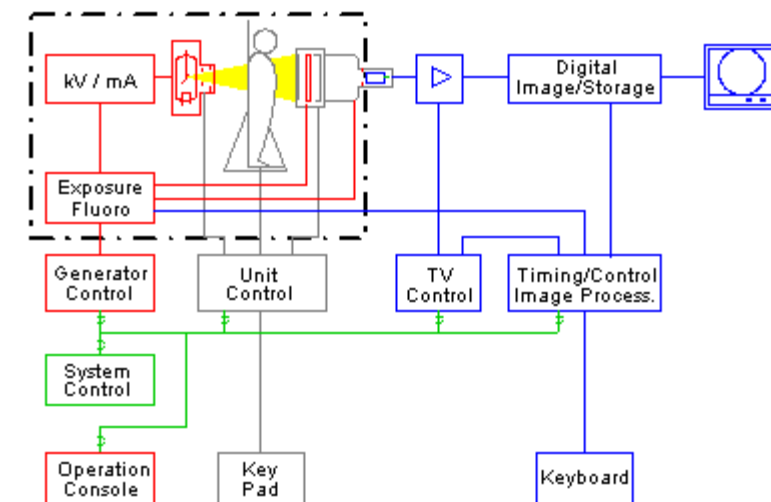 kV / mA
Digital
Image/Storage
Exposure
Fluoro
Generator
Control
Unit
Control
TV
Control
Timing/Control
Image Process.
System
Control
Operation
Console
Key
Pad
Keyboard